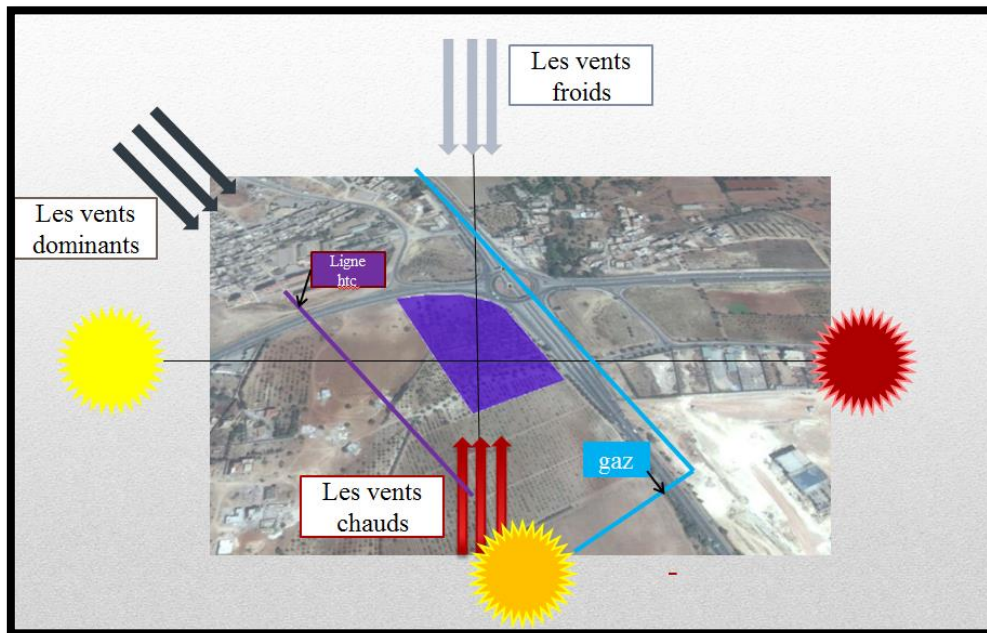 Les vents
froids
Les vents
dominants
Ligne
htc
gaz
Les vents
chauds
-